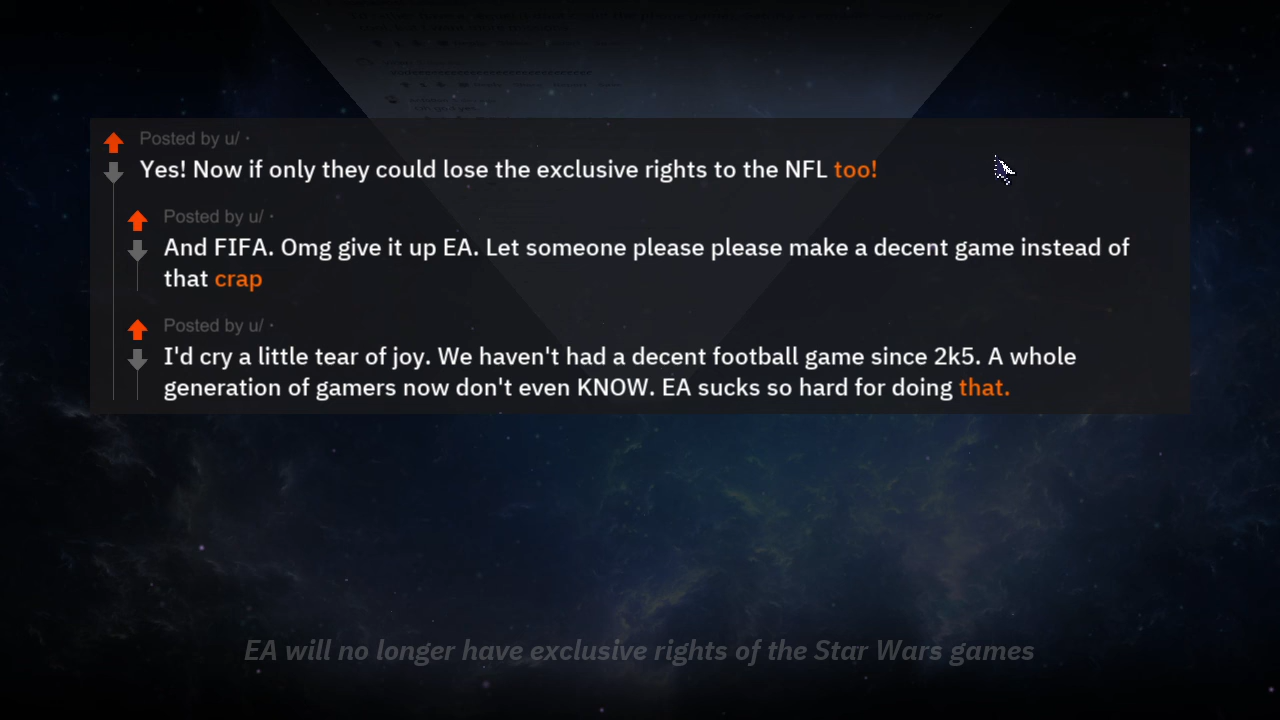 Posted by u/ ·
Yes! Now if only they could lose the exclusive rights to the NFL too!
Posted by u/ ·
And FIFA. Omg give it up EA. Let someone please please make a decent game instead of
that crap
Posted by u/ ·
I'd cry a little tear of joy. We haven't had a decent football game since 2k5. A whole
generation of gamers now don't even KNOW. EA sucks so hard for doing that.
EA will no longer have exclusive rights of the Star Wars games